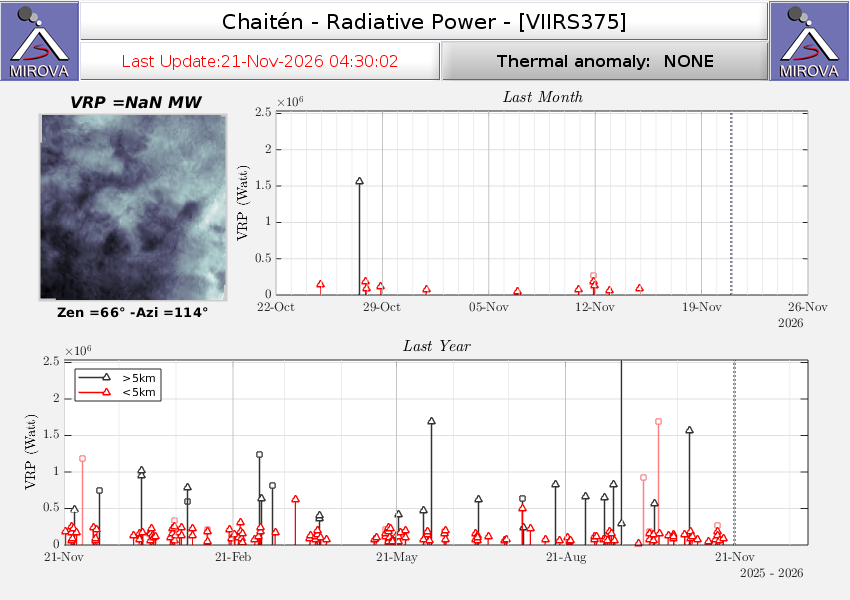 Chaitén - Radiative Power - [VIIRS375]
MIROVA
Last Update:21-Nov-2026 04:30:02
Thermal anomaly: NONE
MIROVA
VRP =NaN MW
Zen =66° -Azi =114°
Last Month
×10⁶
VRP (Watt)
2.5
2
1.5
1
0.5
0
22-Oct
29-Oct
05-Nov
12-Nov
19-Nov
26-Nov
2026
Last Year
×10⁶
VRP (Watt)
2.5
2
1.5
1
0.5
0
>5km
<5km
21-Nov
21-Feb
21-May
21-Aug
21-Nov
2025 - 2026